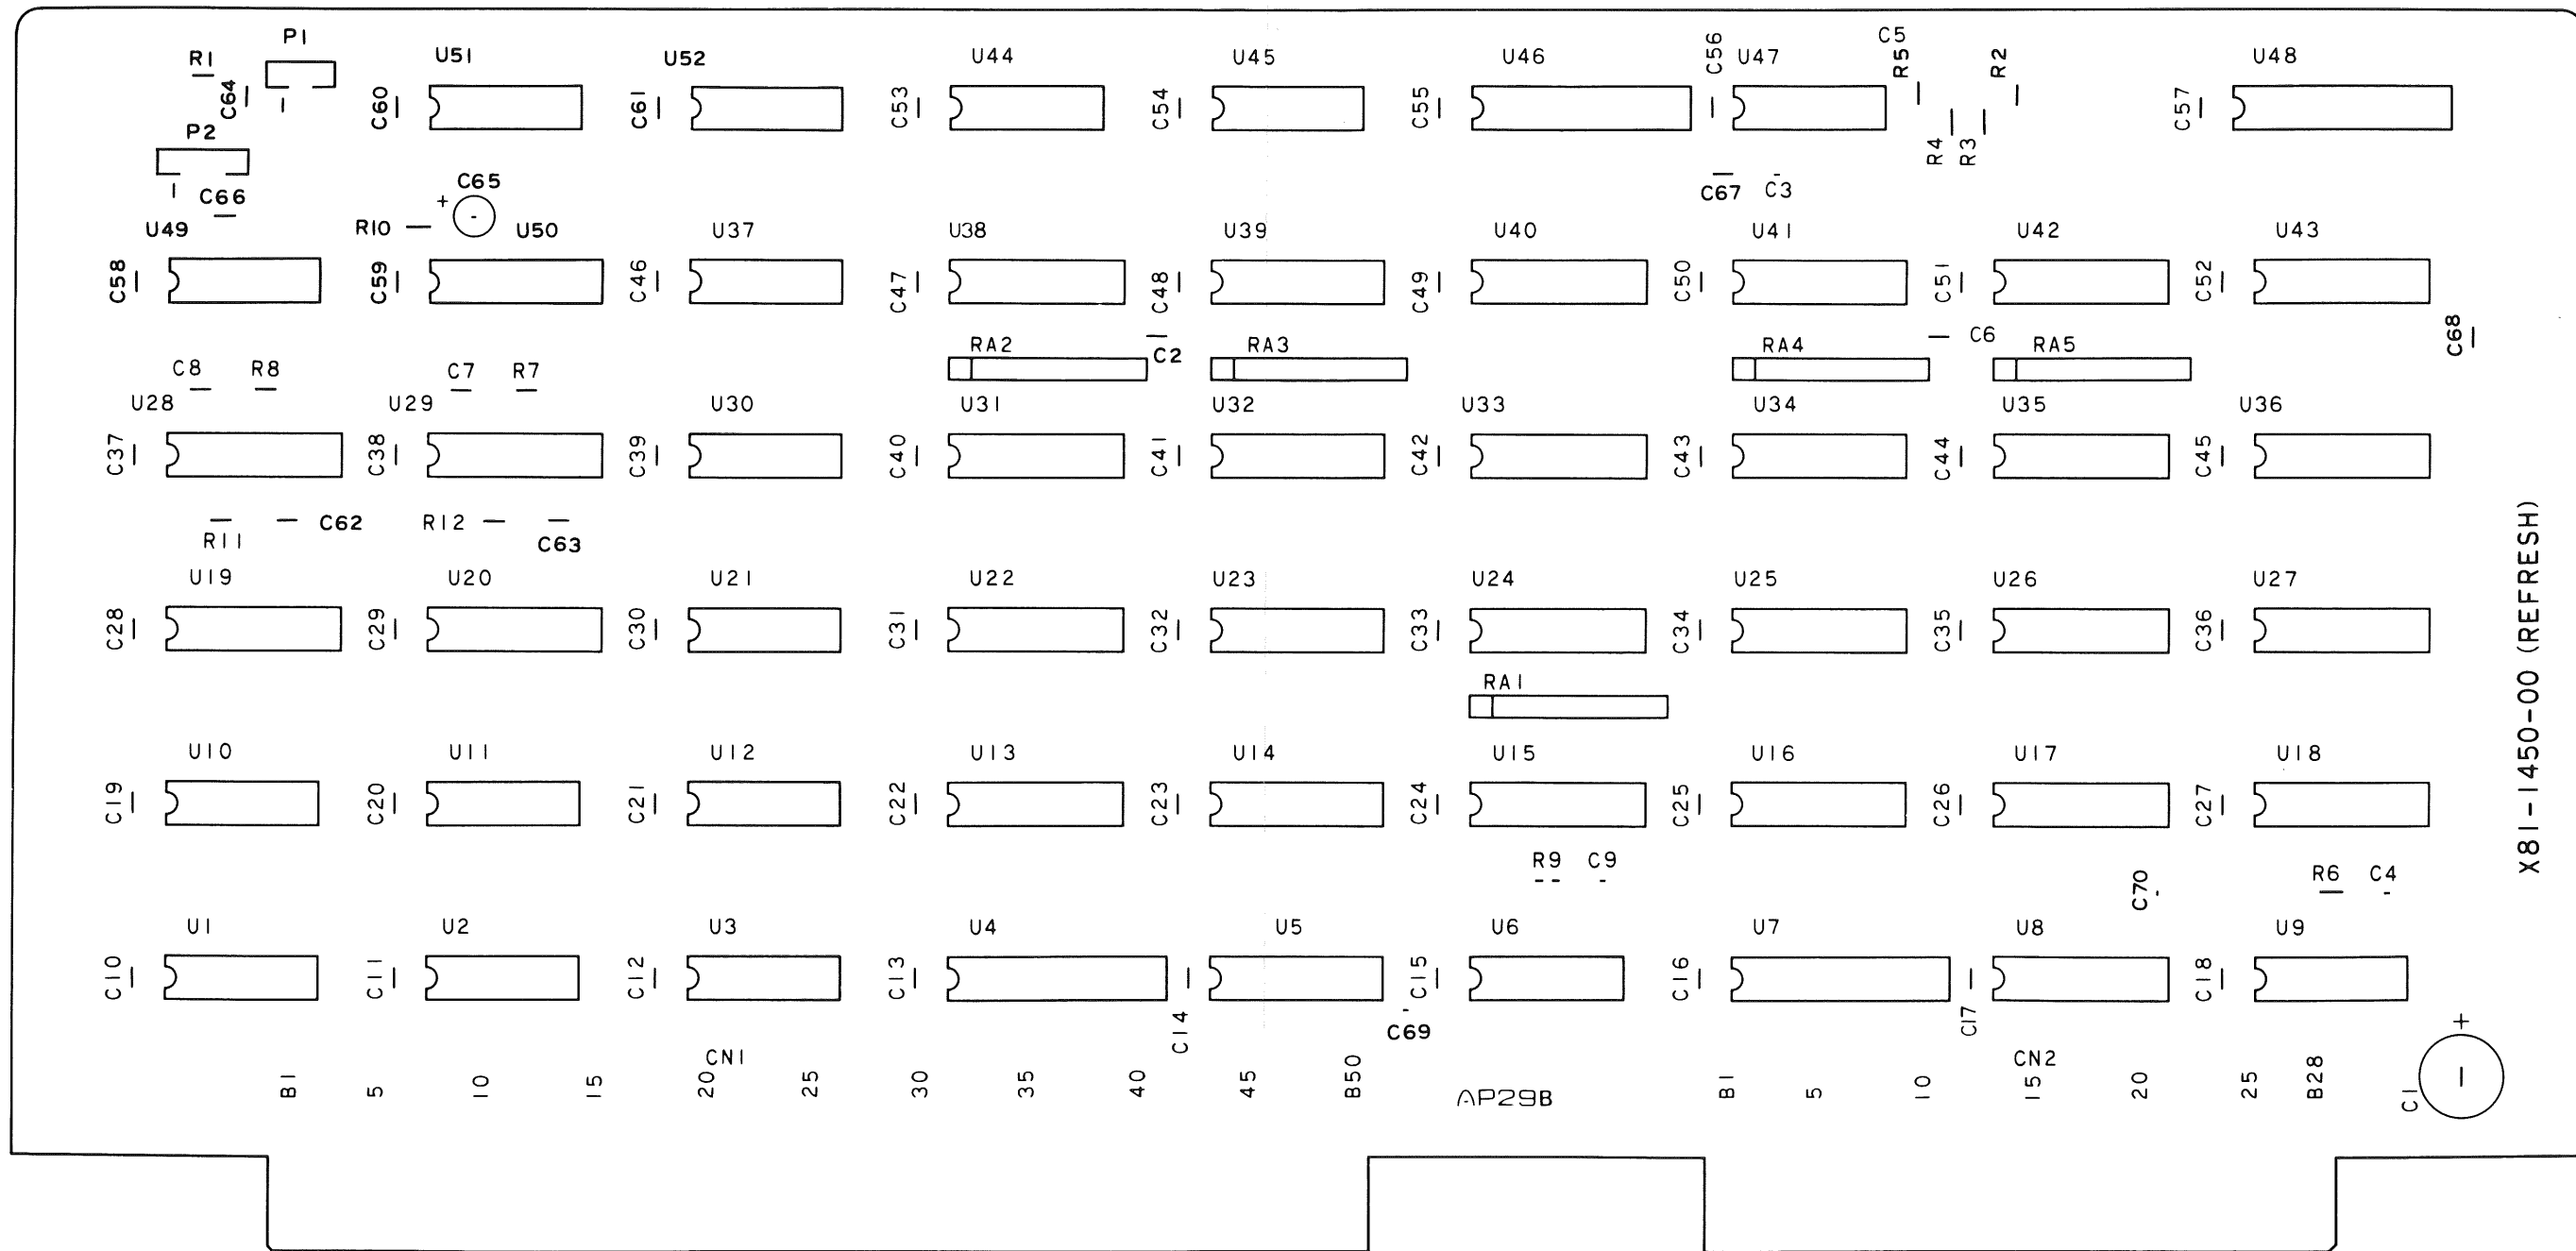 R1 P1 U51 U52 U44 U45 U46 C56 U47 C5 R5 R2 U48
C64 C60 C61 C53 C54 C55 R4 R3 C57
P2
C66 C65 C67 C3
+
-
U49 R10 U50 U37 U38 U39 U40 U41 U42 U43
C58 C59 C46 C47 C48 C49 C50 C51 C52
RA2 C2 RA3 RA4 C6 RA5 C68
C8 R8 C7 R7
U28 U29 U30 U31 U32 U33 U34 U35 U36
C37 C38 C39 C40 C41 C42 C43 C44 C45
R11 C62 R12 C63
U19 U20 U21 U22 U23 U24 U25 U26 U27
C28 C29 C30 C31 C32 C33 C34 C35 C36
RA1
X81-1450-00 (REFRESH)
U10 U11 U12 U13 U14 U15 U16 U17 U18
C19 C20 C21 C22 C23 C24 C25 C26 C27
R9 C9 C70 R6 C4
U1 U2 U3 U4 U5 U6 U7 U8 U9
C10 C11 C12 C13 C14 C15 C69 C16 C17 C18
CN1 CN2
B1 5 10 15 20 25 30 35 40 45 B50 AP29B B1 5 10 15 20 25 B28 C1
+
-